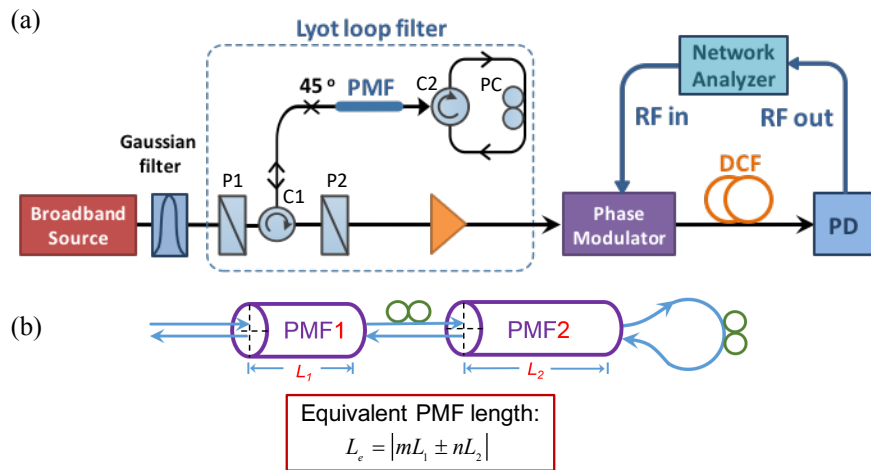 (a)
Lyot loop filter
45 o
PMF
C2
PC
Network
Analyzer
RF in
RF out
Gaussian
filter
P1
C1
P2
DCF
Broadband
Source
Phase
Modulator
PD
(b)
PMF1
PMF2
L₁
L₂
Equivalent PMF length:
Lₑ = |mL₁ ± nL₂|